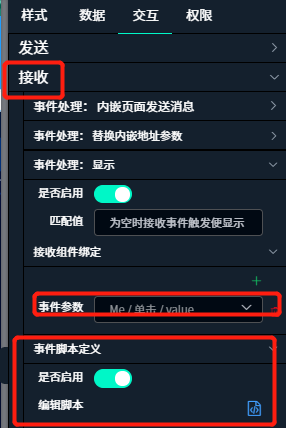 样式 数据 交互 权限
发送
接收
事件处理：内嵌页面发送消息
事件处理：替换内嵌地址参数
事件处理：显示
是否启用
匹配值 为空时接收事件触发便显示
接收组件绑定
事件参数 Me / 单击 / value
事件脚本定义
是否启用
编辑脚本